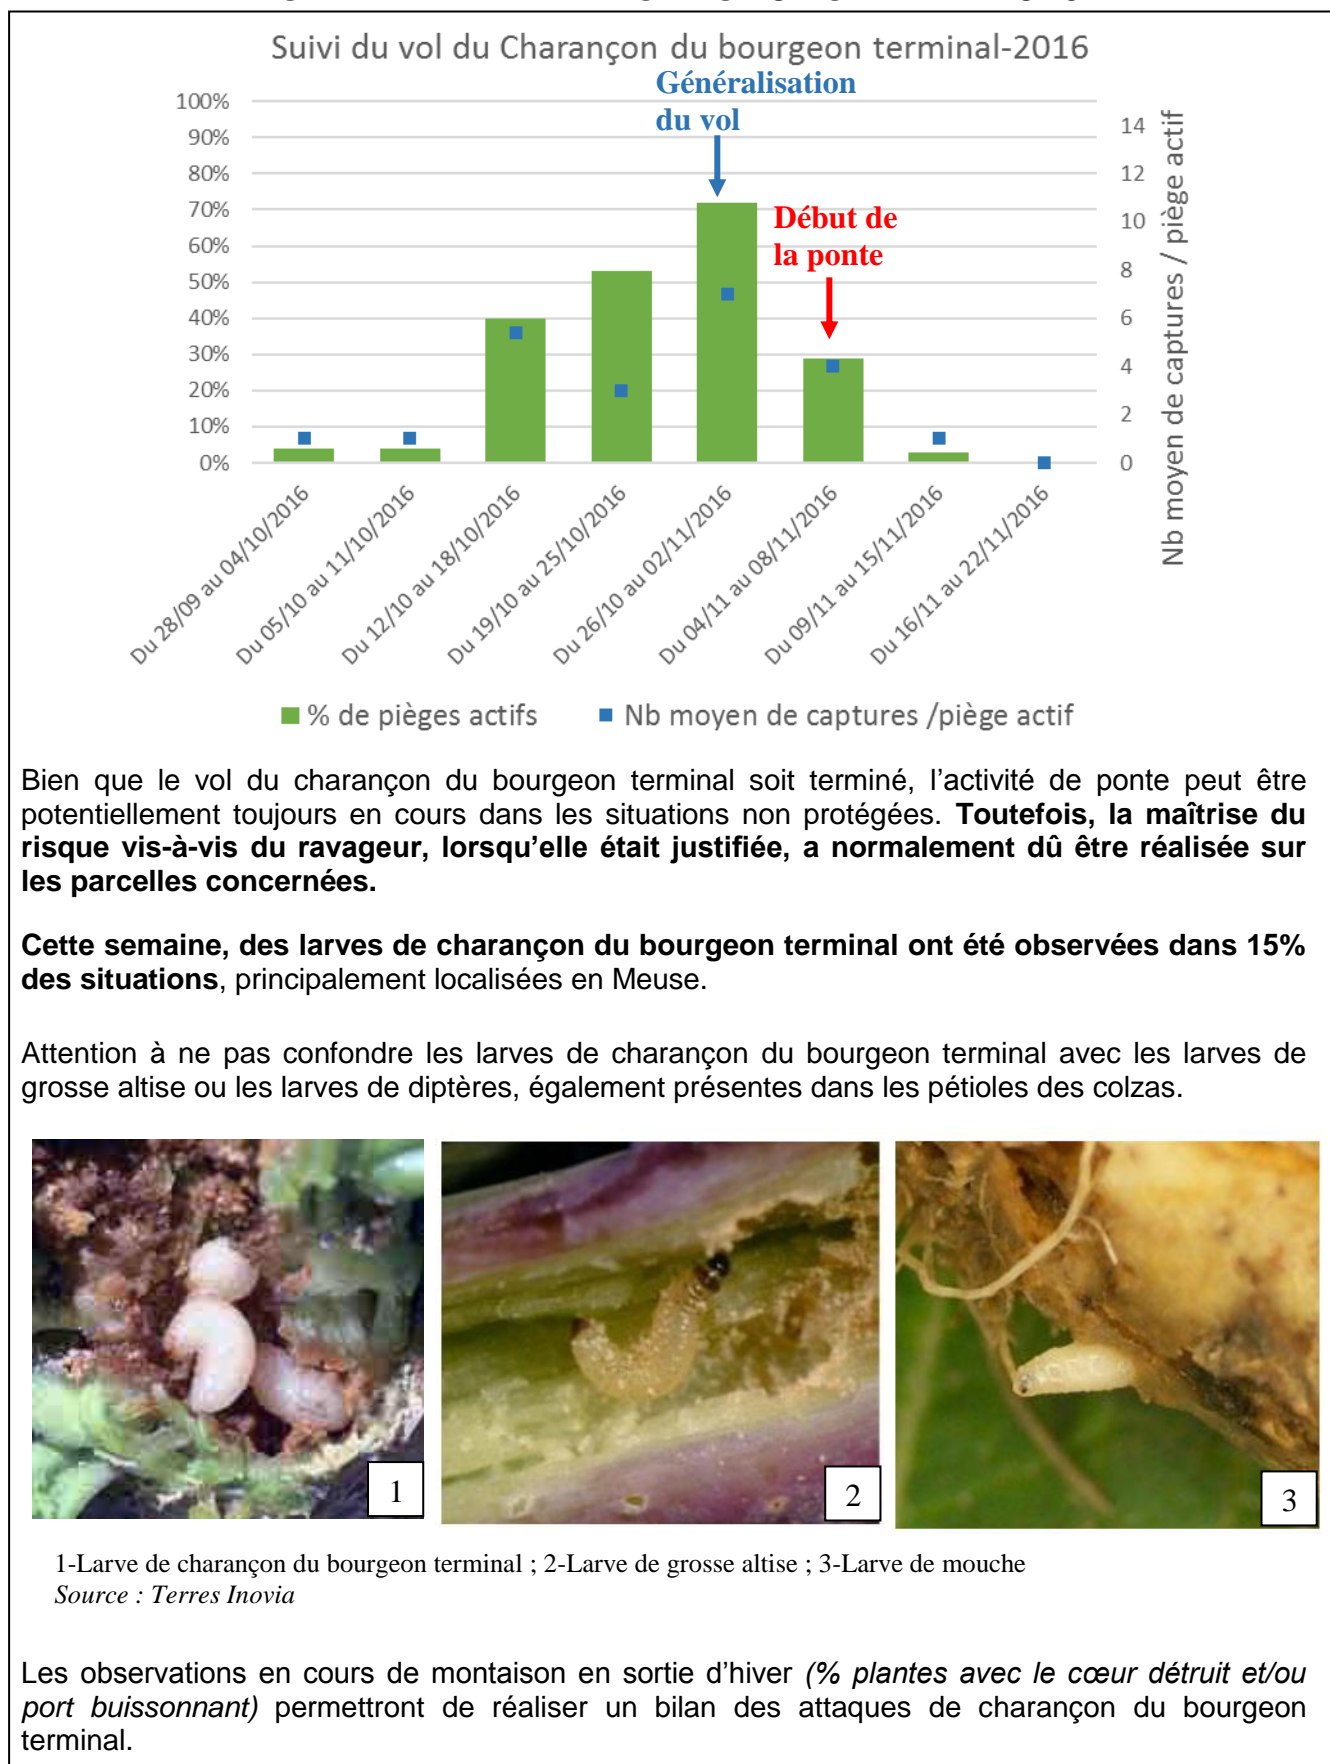 Suivi du vol du Charançon du bourgeon terminal-2016
Généralisation
du vol
Début de
la ponte
100%
90%
80%
70%
60%
50%
40%
30%
20%
10%
0%
14
12
10
8
6
4
2
0
Nb moyen de captures / piège actif
Du 28/09 au 04/10/2016
Du 05/10 au 11/10/2016
Du 12/10 au 18/10/2016
Du 19/10 au 25/10/2016
Du 26/10 au 02/11/2016
Du 04/11 au 08/11/2016
Du 09/11 au 15/11/2016
Du 16/11 au 22/11/2016
% de pièges actifs
Nb moyen de captures /piège actif
Bien que le vol du charançon du bourgeon terminal soit terminé, l’activité de ponte peut être
potentiellement toujours en cours dans les situations non protégées. Toutefois, la maîtrise du
risque vis-à-vis du ravageur, lorsqu’elle était justifiée, a normalement dû être réalisée sur
les parcelles concernées.
Cette semaine, des larves de charançon du bourgeon terminal ont été observées dans 15%
des situations, principalement localisées en Meuse.
Attention à ne pas confondre les larves de charançon du bourgeon terminal avec les larves de
grosse altise ou les larves de diptères, également présentes dans les pétioles des colzas.
1
2
3
1-Larve de charançon du bourgeon terminal ; 2-Larve de grosse altise ; 3-Larve de mouche
Source : Terres Inovia
Les observations en cours de montaison en sortie d’hiver (% plantes avec le cœur détruit et/ou
port buissonnant) permettront de réaliser un bilan des attaques de charançon du bourgeon
terminal.